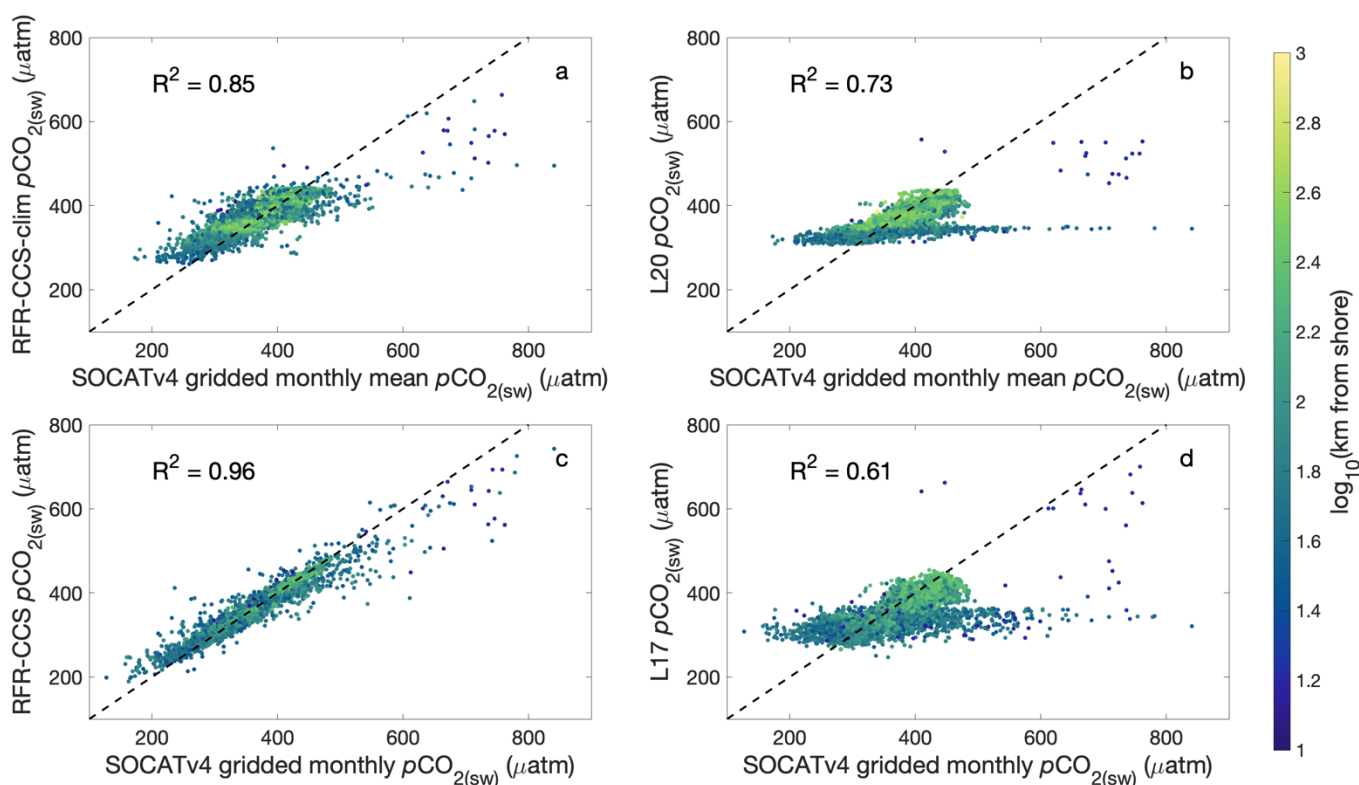 a
R² = 0.85
RFR-CCS-clim pCO₂₍sw₎ (μatm)
800
600
400
200
200 400 600 800
SOCATv4 gridded monthly mean pCO₂₍sw₎ (μatm)
b
R² = 0.73
L20 pCO₂₍sw₎ (μatm)
800
600
400
200
200 400 600 800
SOCATv4 gridded monthly mean pCO₂₍sw₎ (μatm)
c
R² = 0.96
RFR-CCS pCO₂₍sw₎ (μatm)
800
600
400
200
200 400 600 800
SOCATv4 gridded monthly pCO₂₍sw₎ (μatm)
d
R² = 0.61
L17 pCO₂₍sw₎ (μatm)
800
600
400
200
200 400 600 800
SOCATv4 gridded monthly pCO₂₍sw₎ (μatm)
3
2.8
2.6
2.4
2.2
2
1.8
1.6
1.4
1.2
1
log₁₀(km from shore)